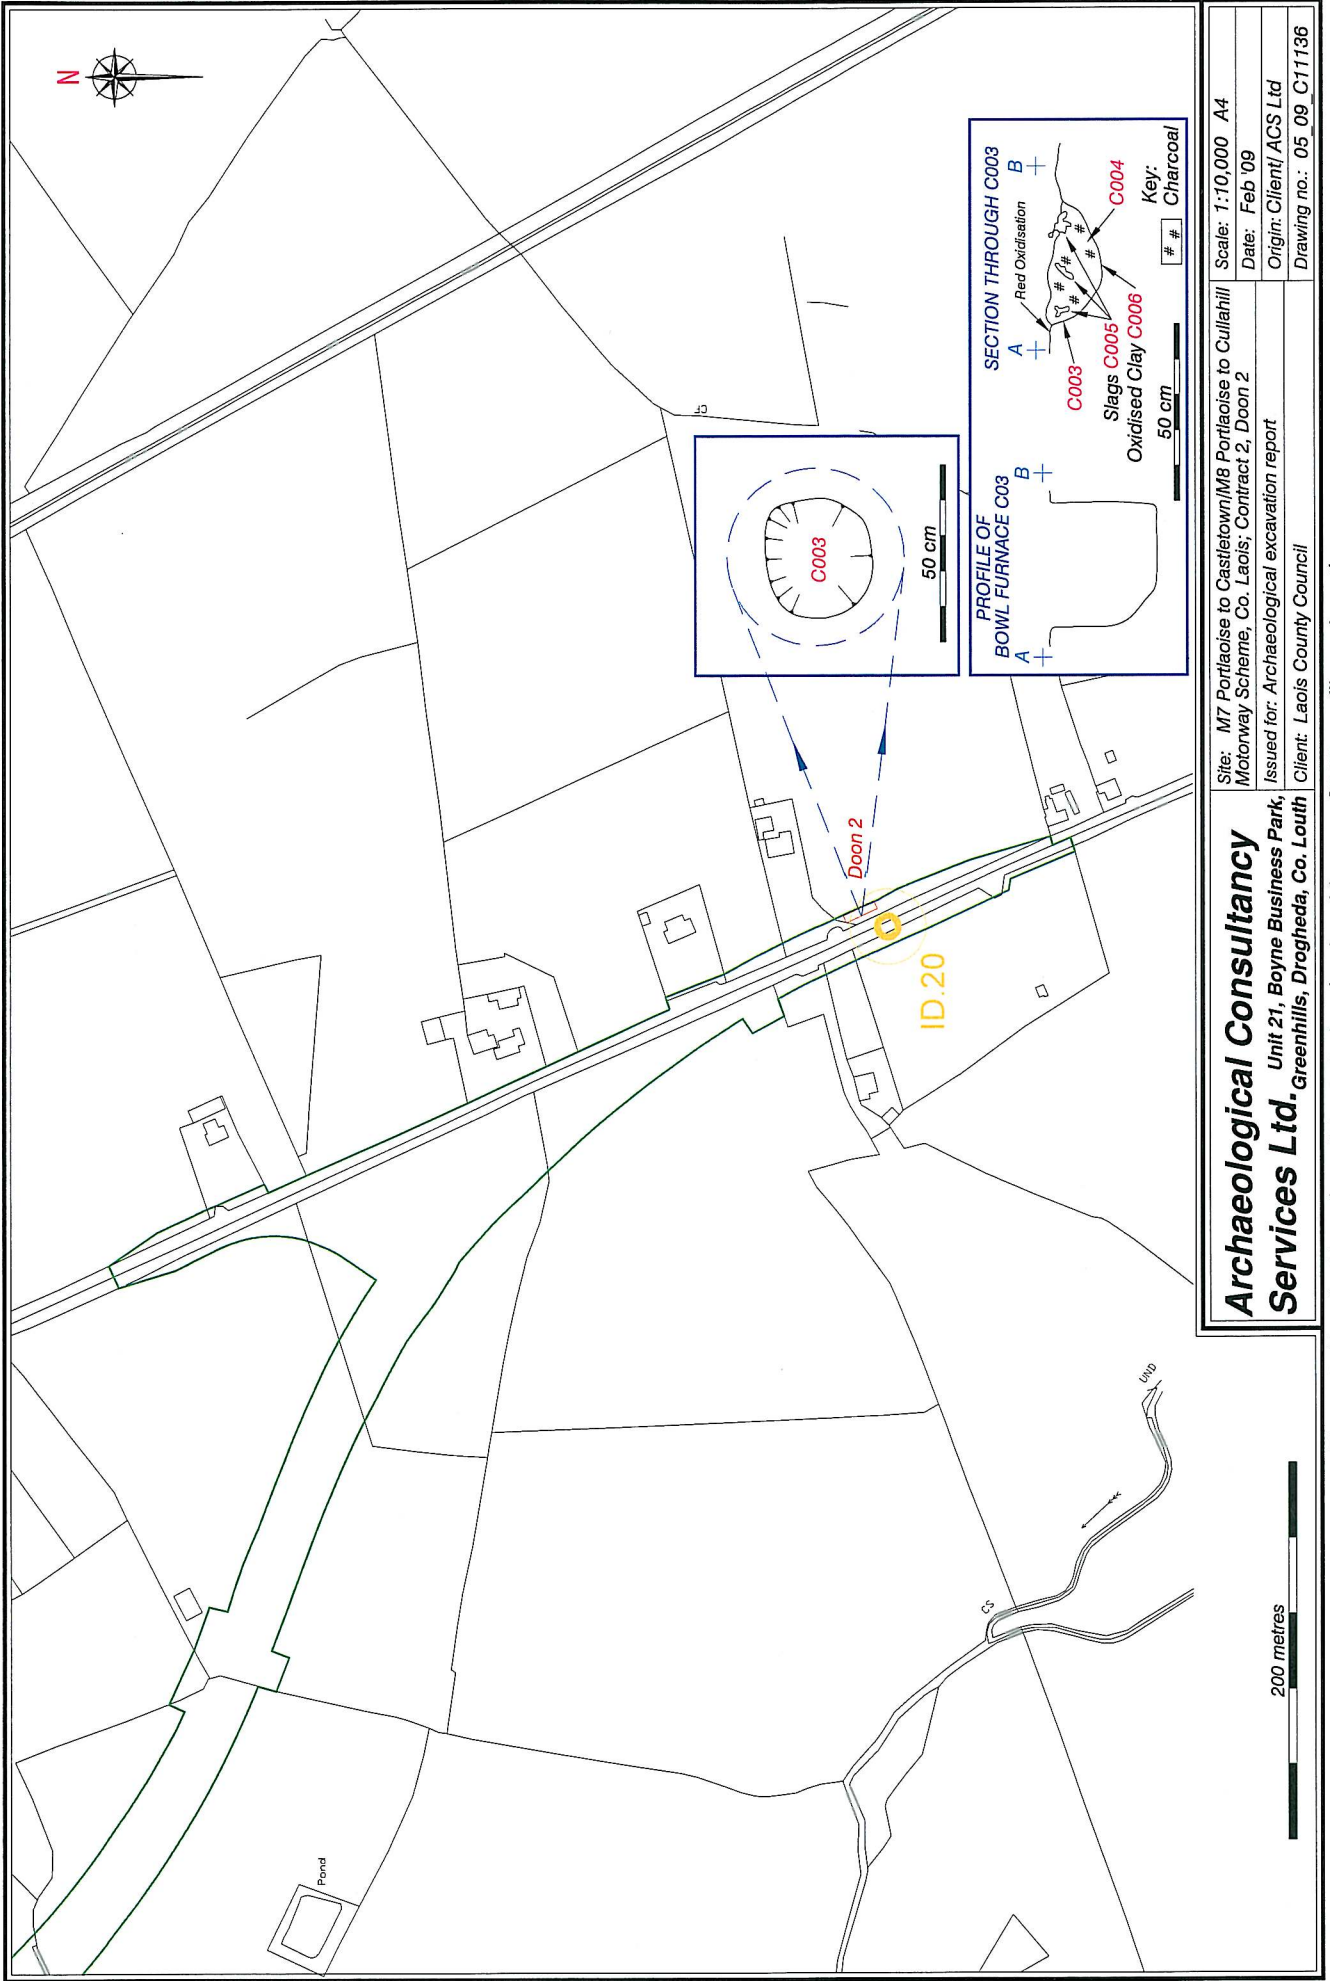 N
CF
Pond
CS
UND
ID.20
Doon 2
C003
50 cm
PROFILE OF
BOWL FURNACE C03
A
B
SECTION THROUGH C003
A
Red Oxidisation
B
C003
C004
Slags C005
Oxidised Clay C006
50 cm
Key:
# # Charcoal
200 metres
Archaeological Consultancy
Services Ltd.
Unit 21, Boyne Business Park,
Greenhills, Drogheda, Co. Louth
Site: M7 Portlaoise to Castletown/M8 Portlaoise to Cullahill
Motorway Scheme, Co. Laois; Contract 2, Doon 2
Issued for: Archaeological excavation report
Client: Laois County Council
Scale: 1:10,000 A4
Date: Feb '09
Origin: Client/ ACS Ltd
Drawing no.: 05_09_C11136